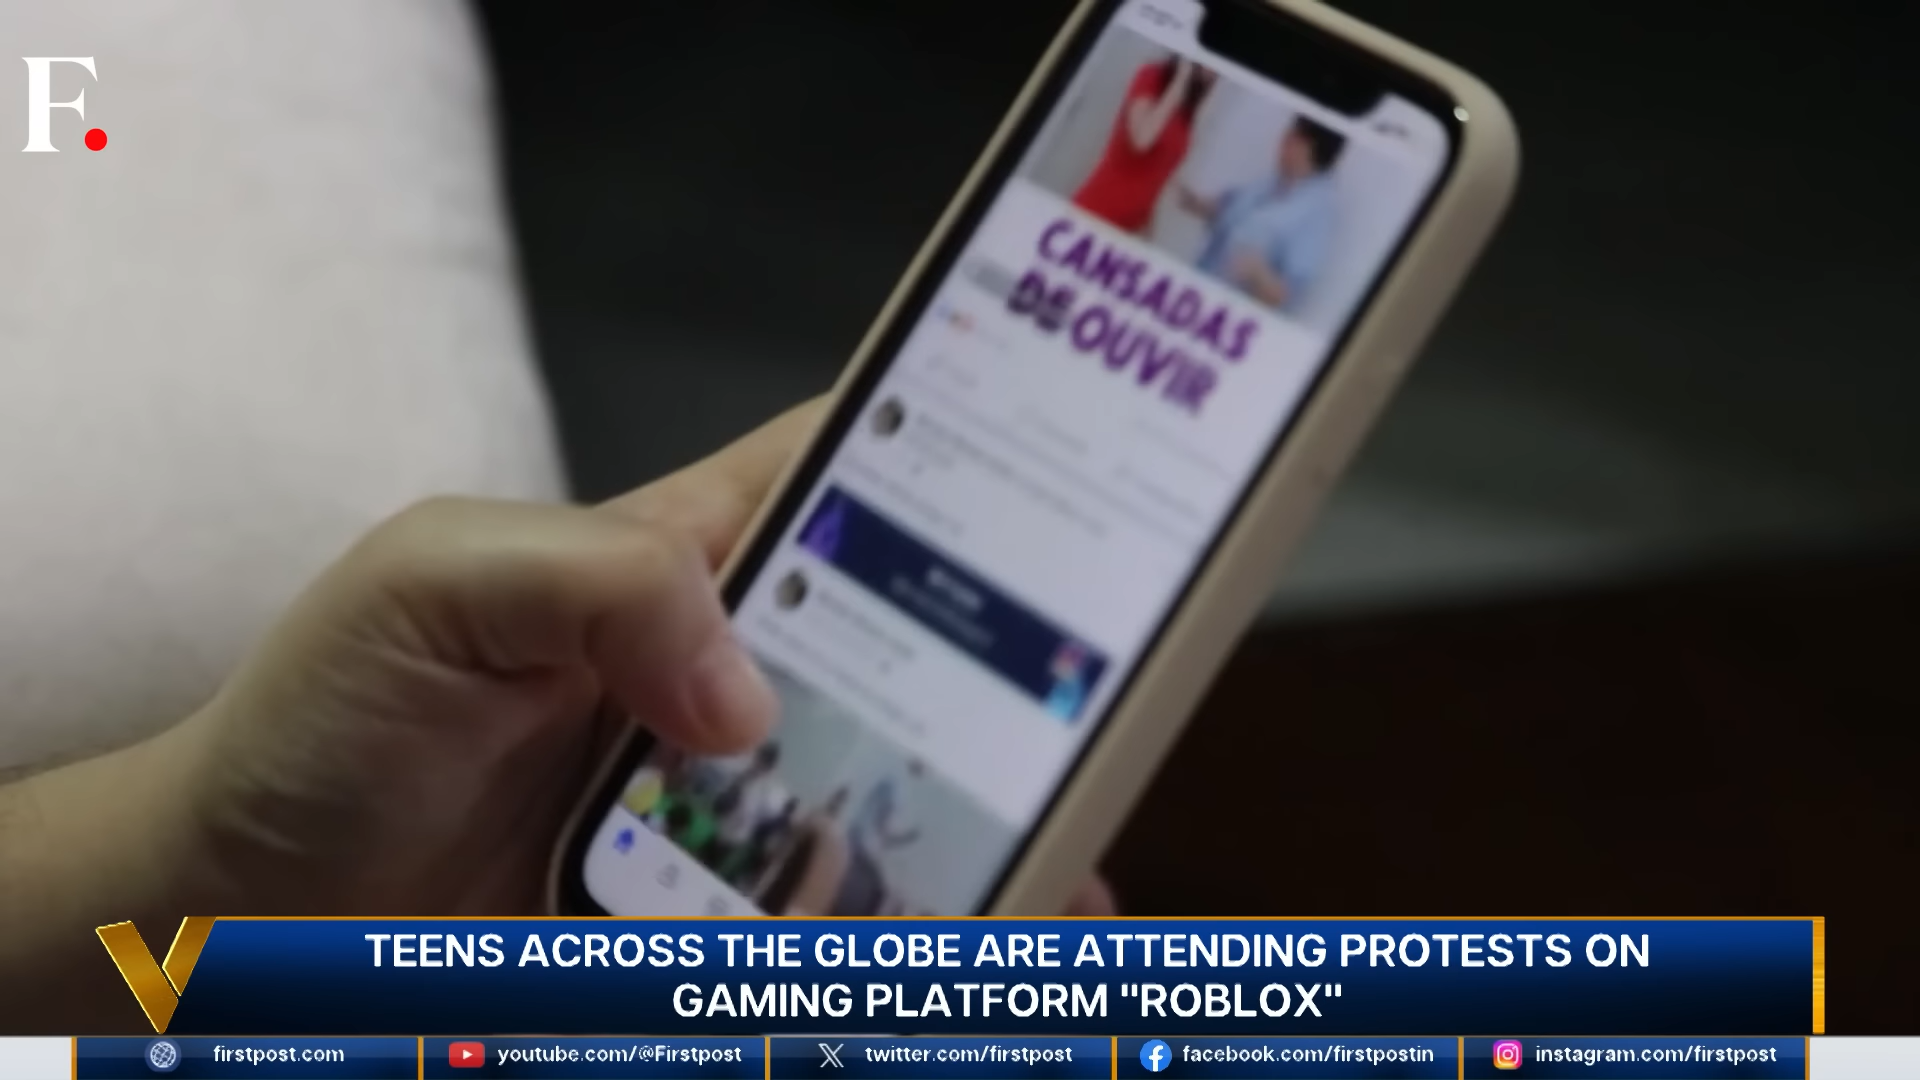 F.
CANSADAS
DE OUVIR
TEENS ACROSS THE GLOBE ARE ATTENDING PROTESTS ON
GAMING PLATFORM "ROBLOX"
firstpost.com
youtube.com/@Firstpost
twitter.com/firstpost
facebook.com/firstpostin
instagram.com/firstpost